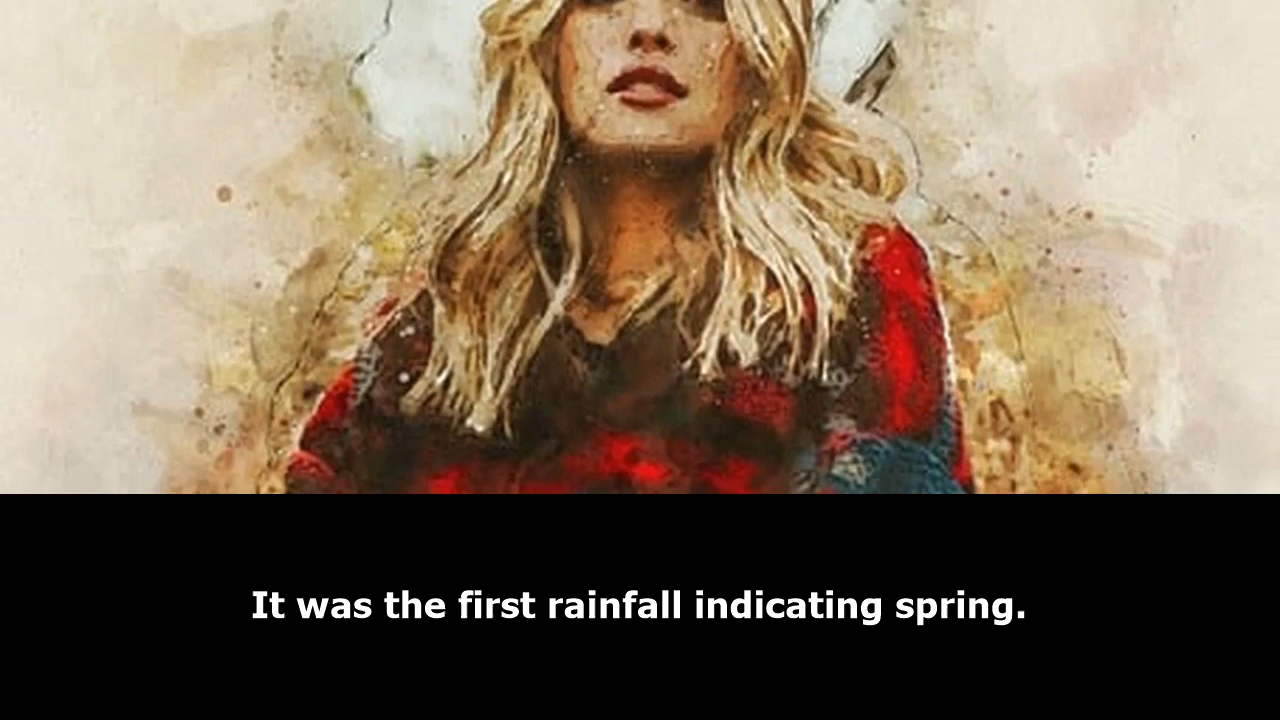 It was the first rainfall indicating spring.